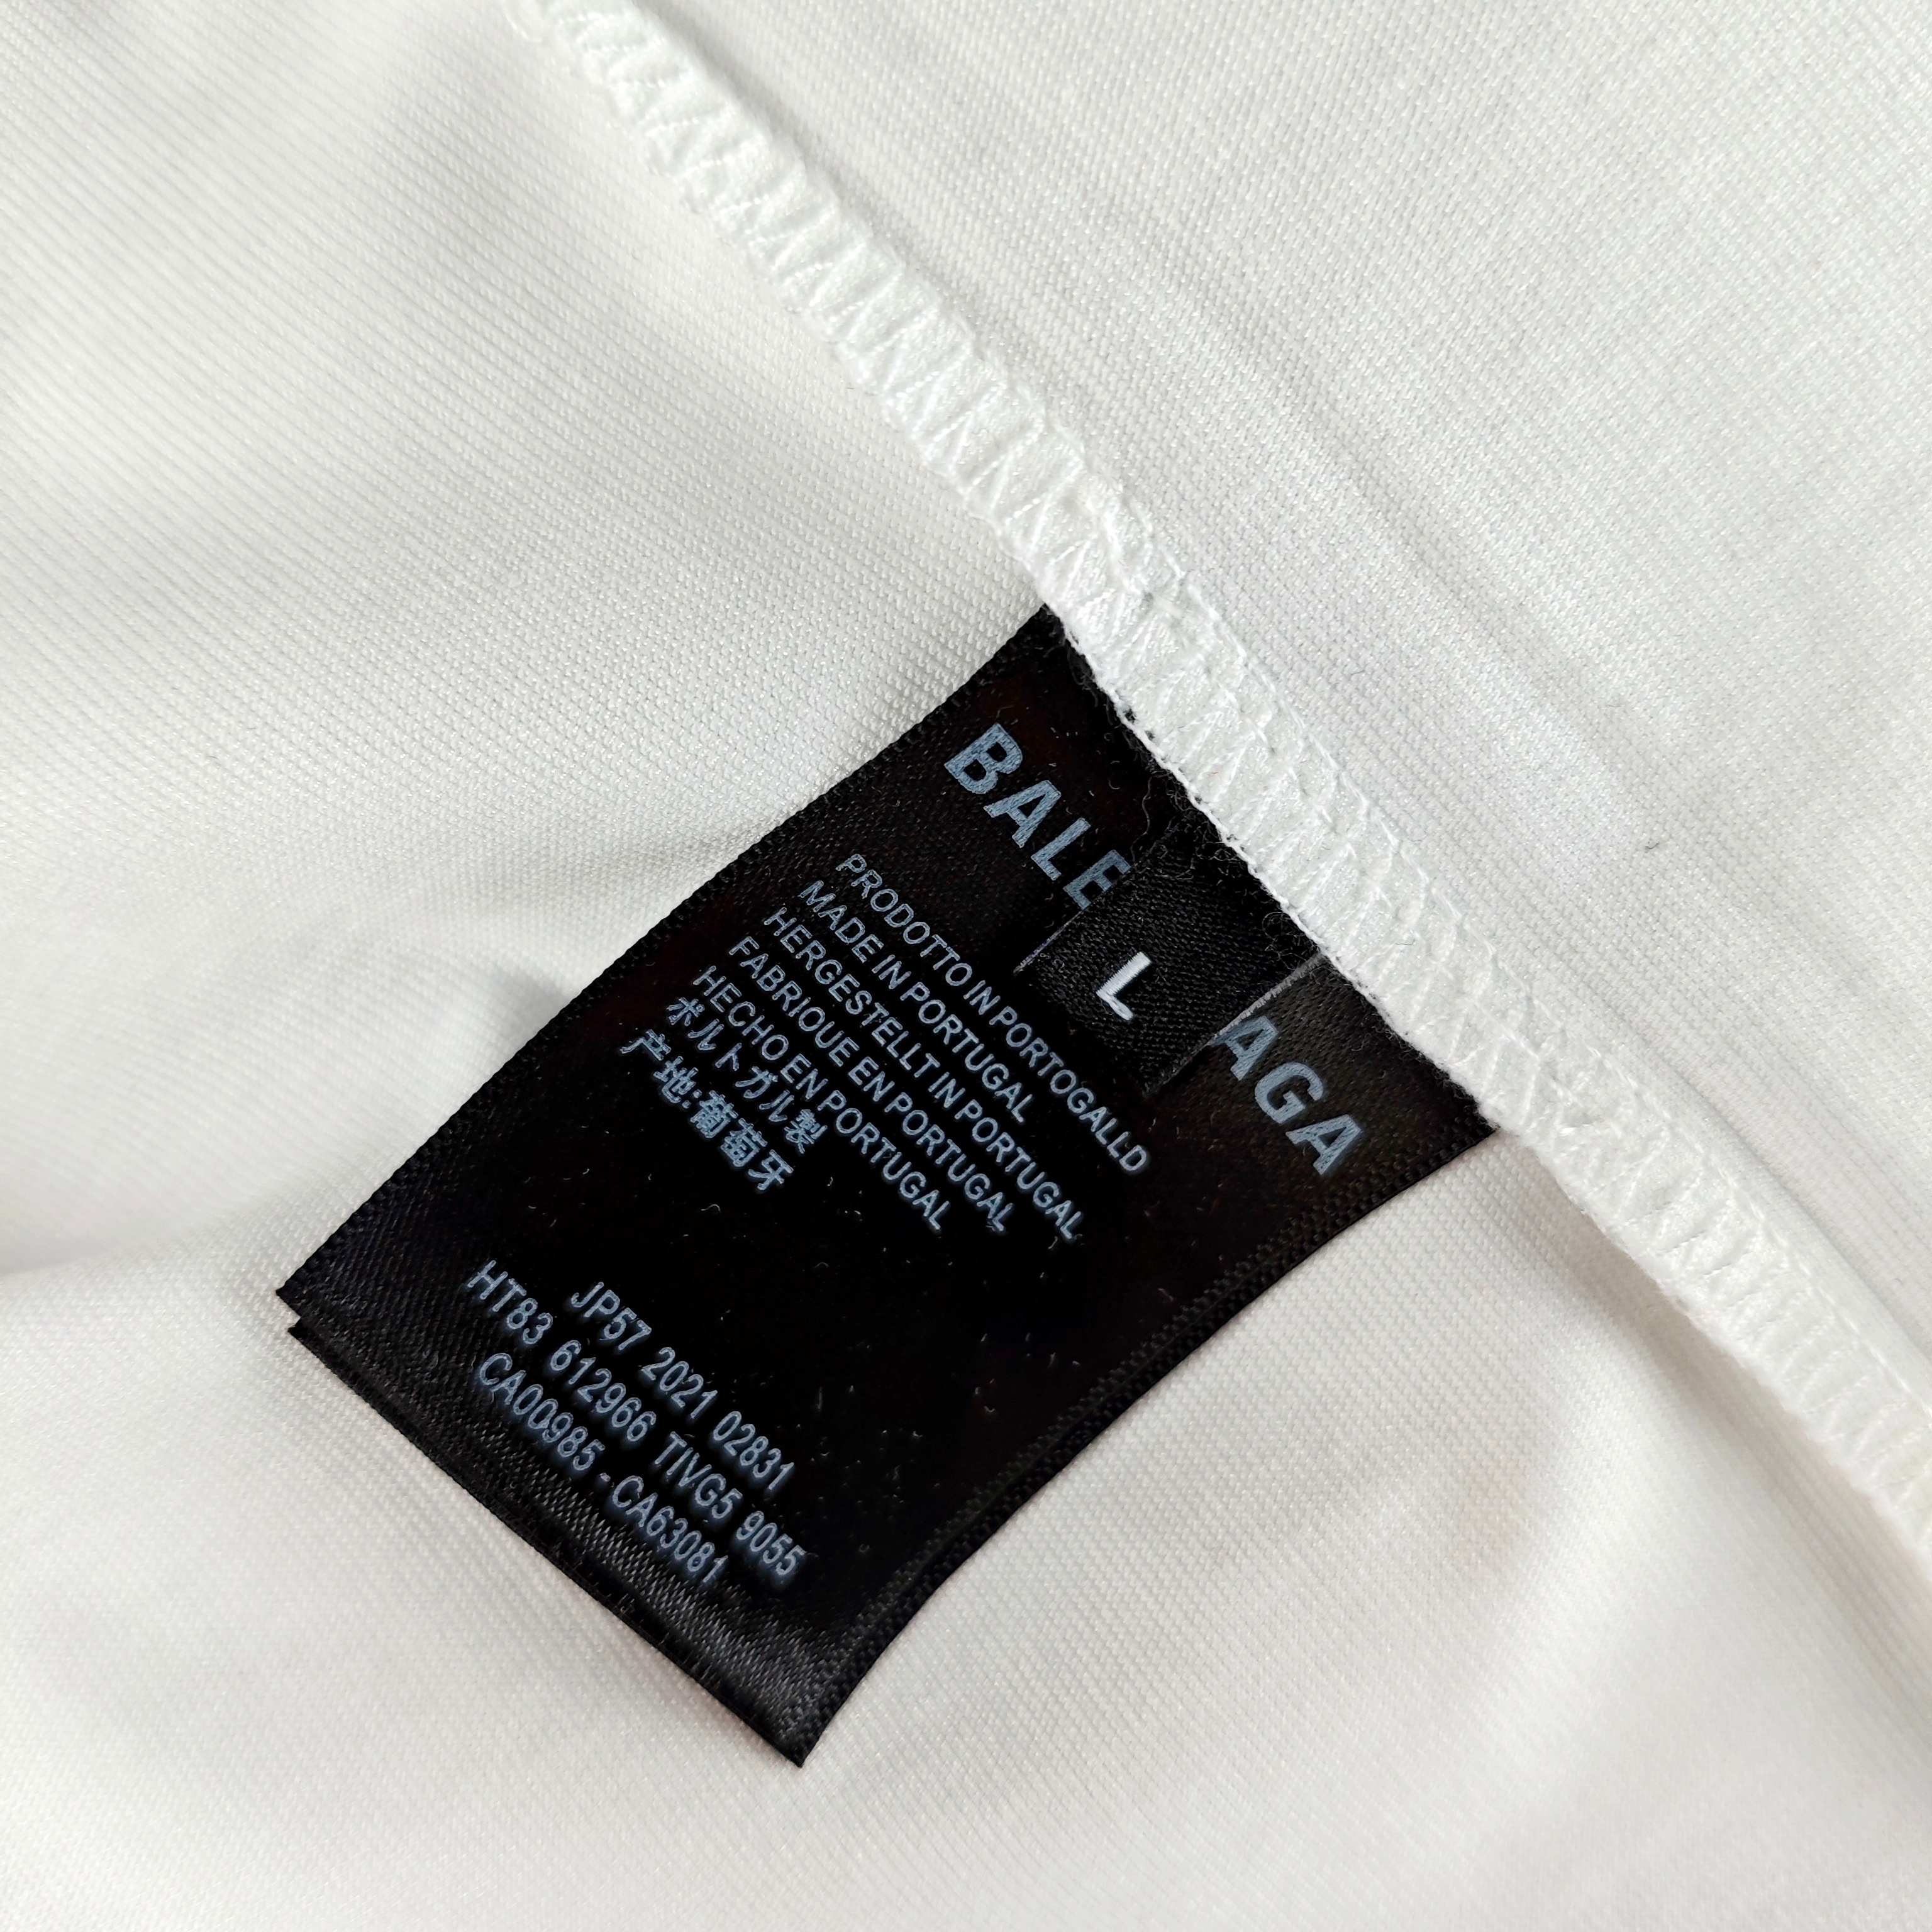 BALE AGA
L
PRODOTTO IN PORTOGALLD
MADE IN PORTUGAL
HERGESTELLT IN PORTUGAL
FABRIOUE EN PORTUGAL
HECHO EN PORTUGAL
ポルトガル製
产地:葡萄牙
JP57 2021 02831
HT83 612966 TIVG5 9055
CA00985-CA63081